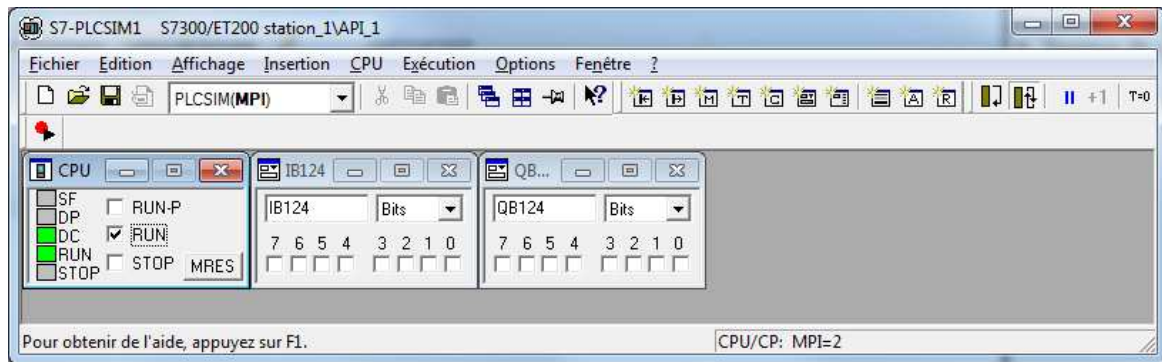 S7-PLCSIM1 S7300/ET200 station_1\API_1
Fichier Edition Affichage Insertion CPU Exécution Options Fenêtre ?
PLCSIM(MPI)
+1 T=0
CPU
SF
DP
DC
RUN
STOP
RUN-P
RUN
STOP
MRES
IB124
IB124 Bits
7 6 5 4 3 2 1 0
QB...
QB124 Bits
7 6 5 4 3 2 1 0
Pour obtenir de l'aide, appuyez sur F1.
CPU/CP: MPI=2